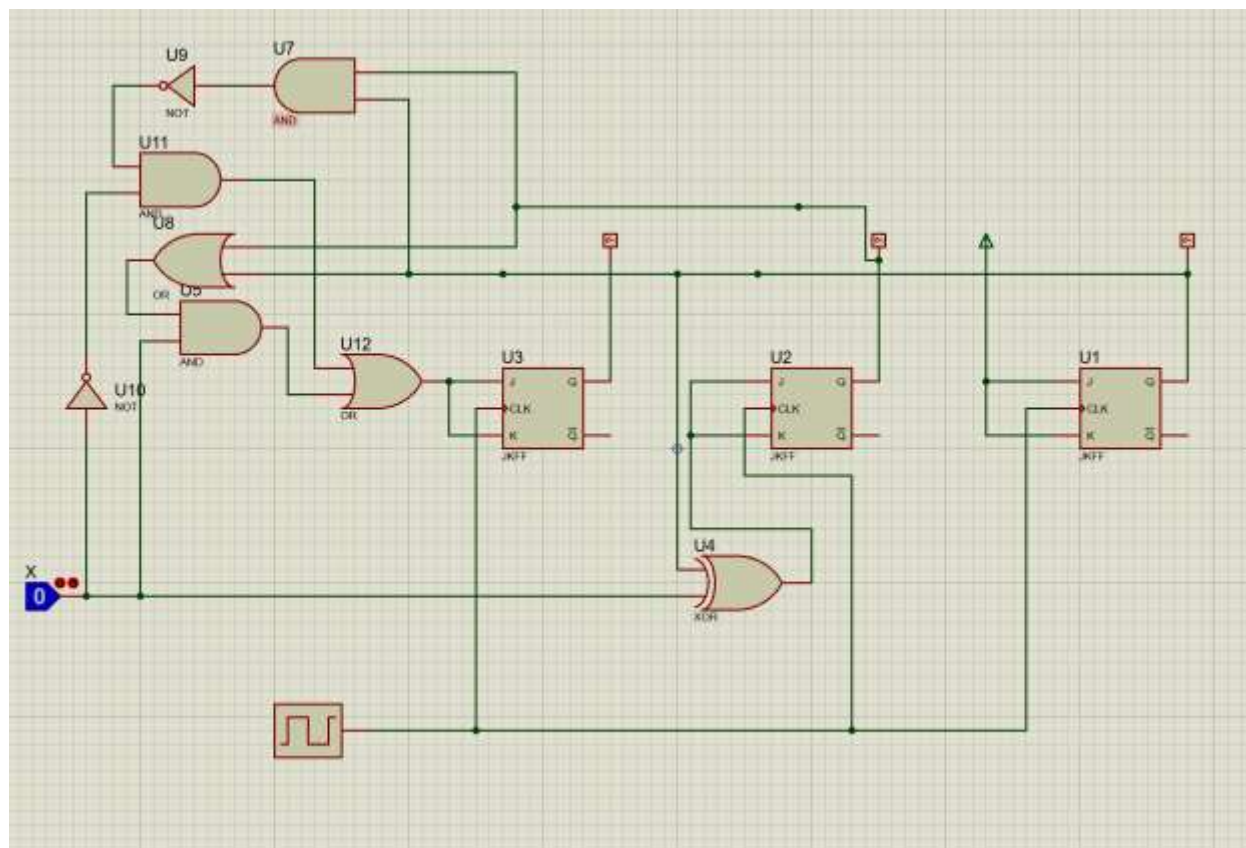 U9
U7
NOT
AND
U11
AND
U8
OR
U5
AND
U12
OR
U10
NOT
U3
J
Q
CLK
K
Q
JKFF
U2
J
Q
CLK
K
Q
JKFF
U1
J
Q
CLK
K
Q
JKFF
U4
XOR
X
0